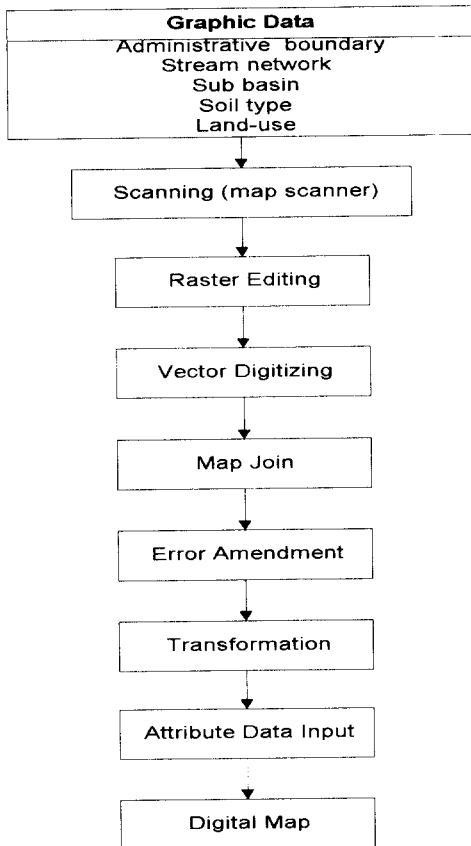 Graphic Data
Administrative boundary
Stream network
Sub basin
Soil type
Land-use
Scanning (map scanner)
Raster Editing
Vector Digitizing
Map Join
Error Amendment
Transformation
Attribute Data Input
Digital Map